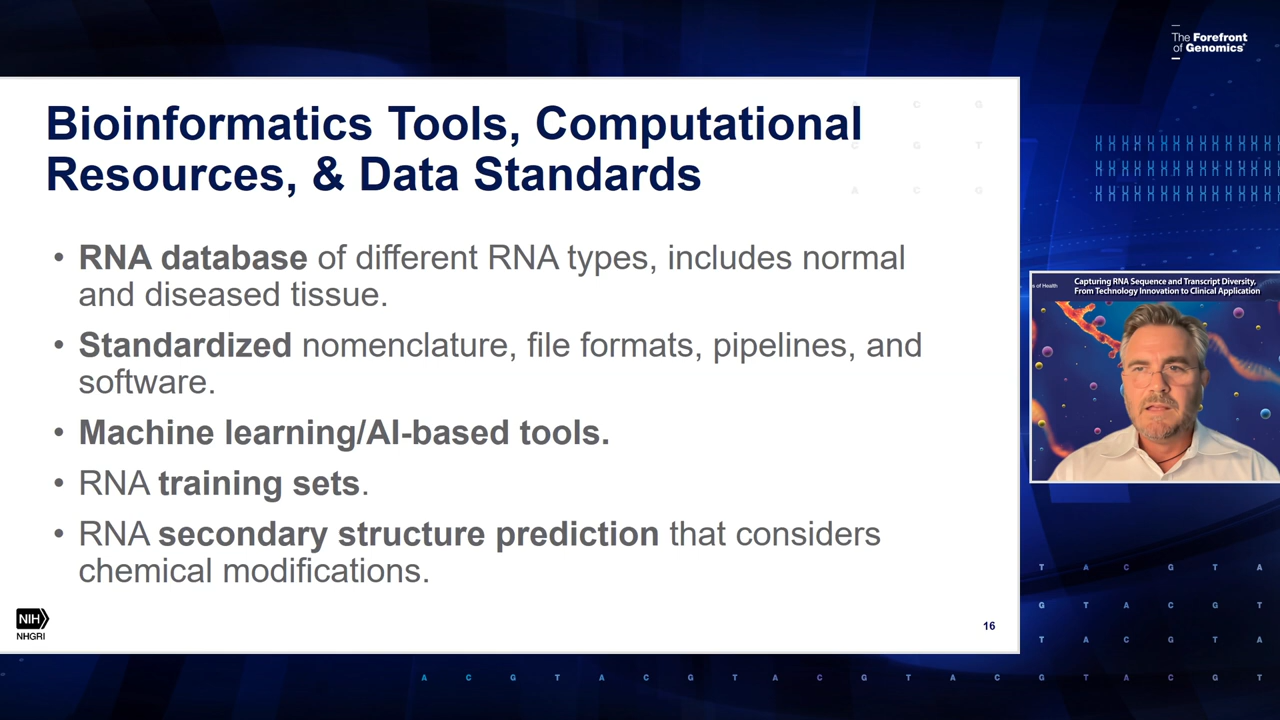 The Forefront
of Genomics®
Bioinformatics Tools, Computational
Resources, & Data Standards
• RNA database of different RNA types, includes normal
and diseased tissue.
• Standardized nomenclature, file formats, pipelines, and
software.
• Machine learning/AI-based tools.
• RNA training sets.
• RNA secondary structure prediction that considers
chemical modifications.
NIH
NHGRI
16
s of Health
Capturing RNA Sequence and Transcript Diversity,
From Technology Innovation to Clinical Application
T A C G T A
G T A C G T
T A C G T A
A C G T A C G T A C G T A C G T A C G T